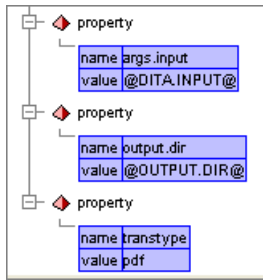 property
name args.input
value @DITA.INPUT@
property
name output.dir
value @OUTPUT.DIR@
property
name transtype
value pdf